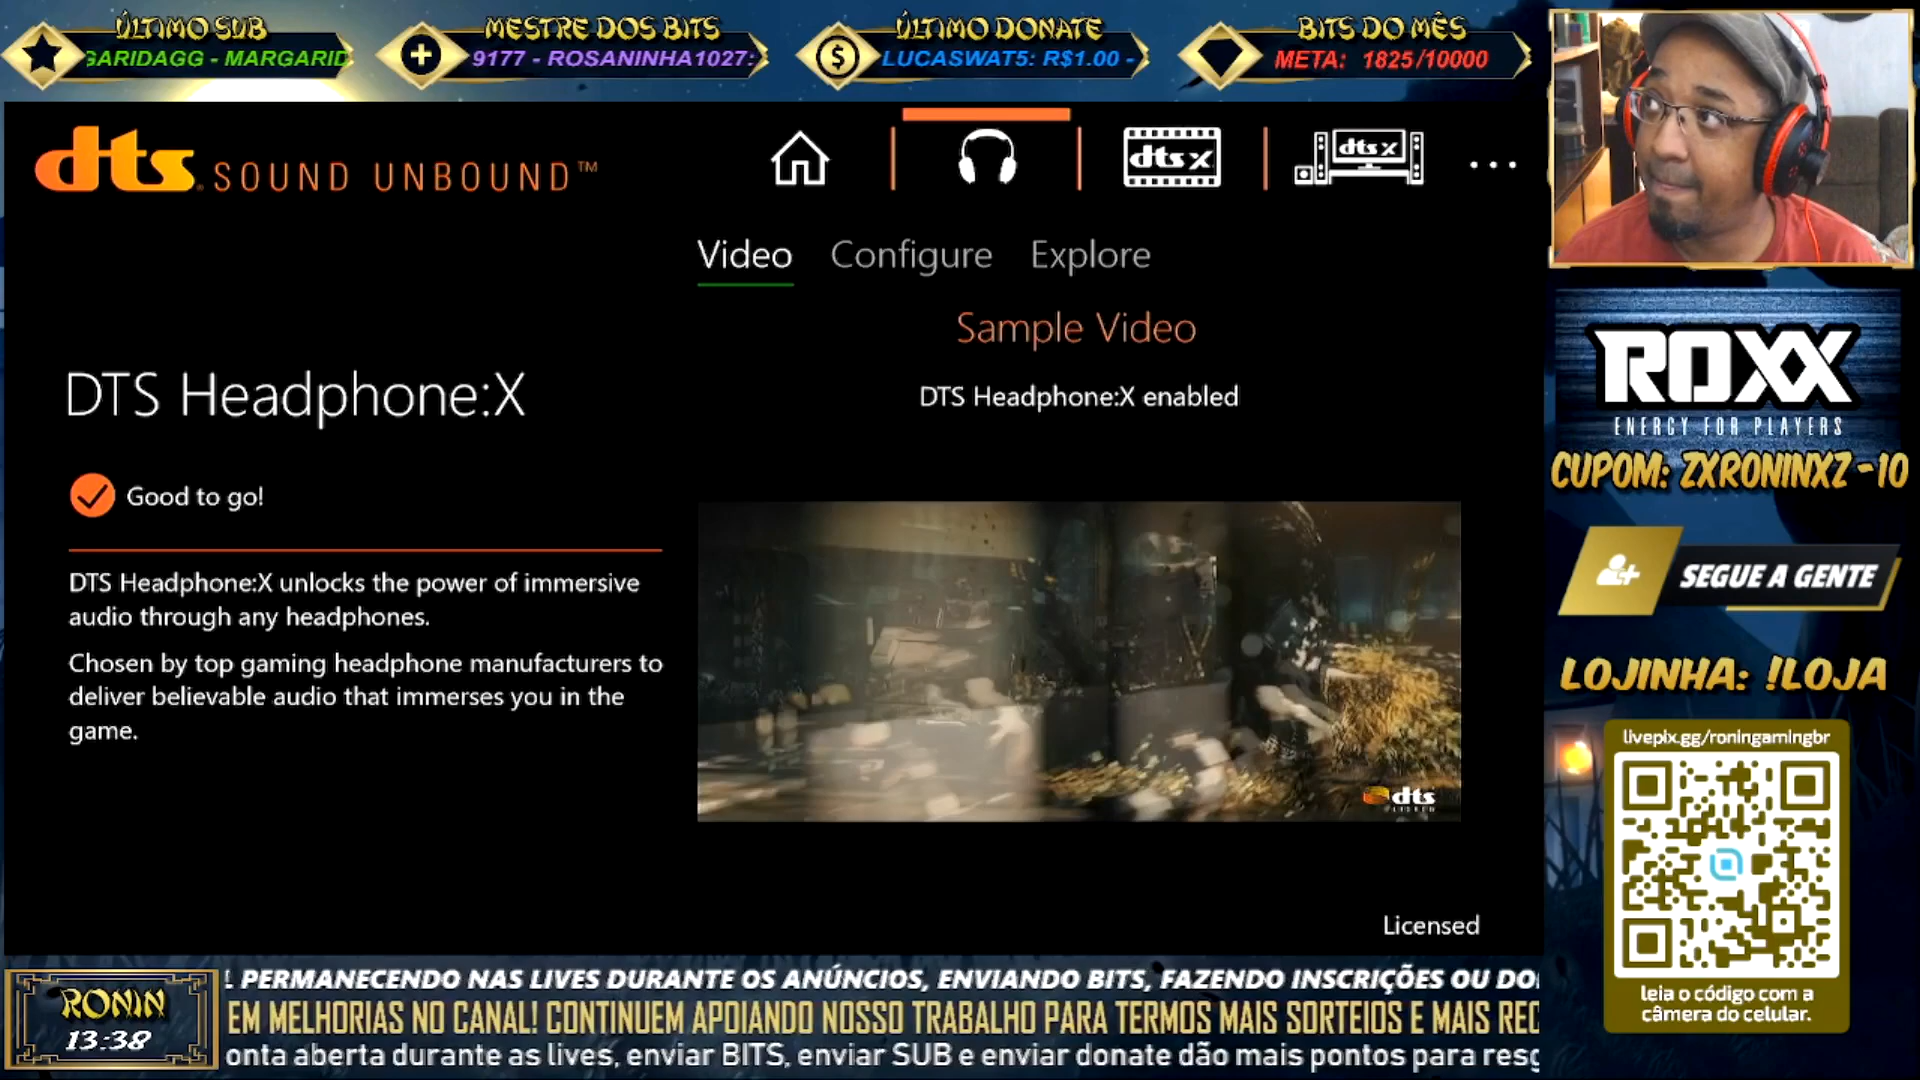 ÚLTIMO SUB
GARIDAGG - MARGARID
MESTRE DOS BITS
9177 - ROSANINHA1027:
ÚLTIMO DONATE
LUCASWAT5: R$1.00 -
BITS DO MÊS
META: 1825/10000
dts SOUND UNBOUND™
dts x
dts x
...
Video Configure Explore
Sample Video
DTS Headphone:X enabled
DTS Headphone:X
Good to go!
DTS Headphone:X unlocks the power of immersive
audio through any headphones.
Chosen by top gaming headphone manufacturers to
deliver believable audio that immerses you in the
game.
dts
Licensed
ROXX
ENERGY FOR PLAYERS
CUPOM: ZXRONINXZ -10
SEGUE A GENTE
LOJINHA: !LOJA
livepix.gg/roningamingbr
leia o código com a
câmera do celular.
RONIN
13:38
PERMANECENDO NAS LIVES DURANTE OS ANÚNCIOS, ENVIANDO BITS, FAZENDO INSCRIÇÕES OU DO
EM MELHORIAS NO CANAL! CONTINUEM APOIANDO NOSSO TRABALHO PARA TERMOS MAIS SORTEIOS E MAIS REC
onta aberta durante as lives, enviar BITS, enviar SUB e enviar donate dão mais pontos para resg